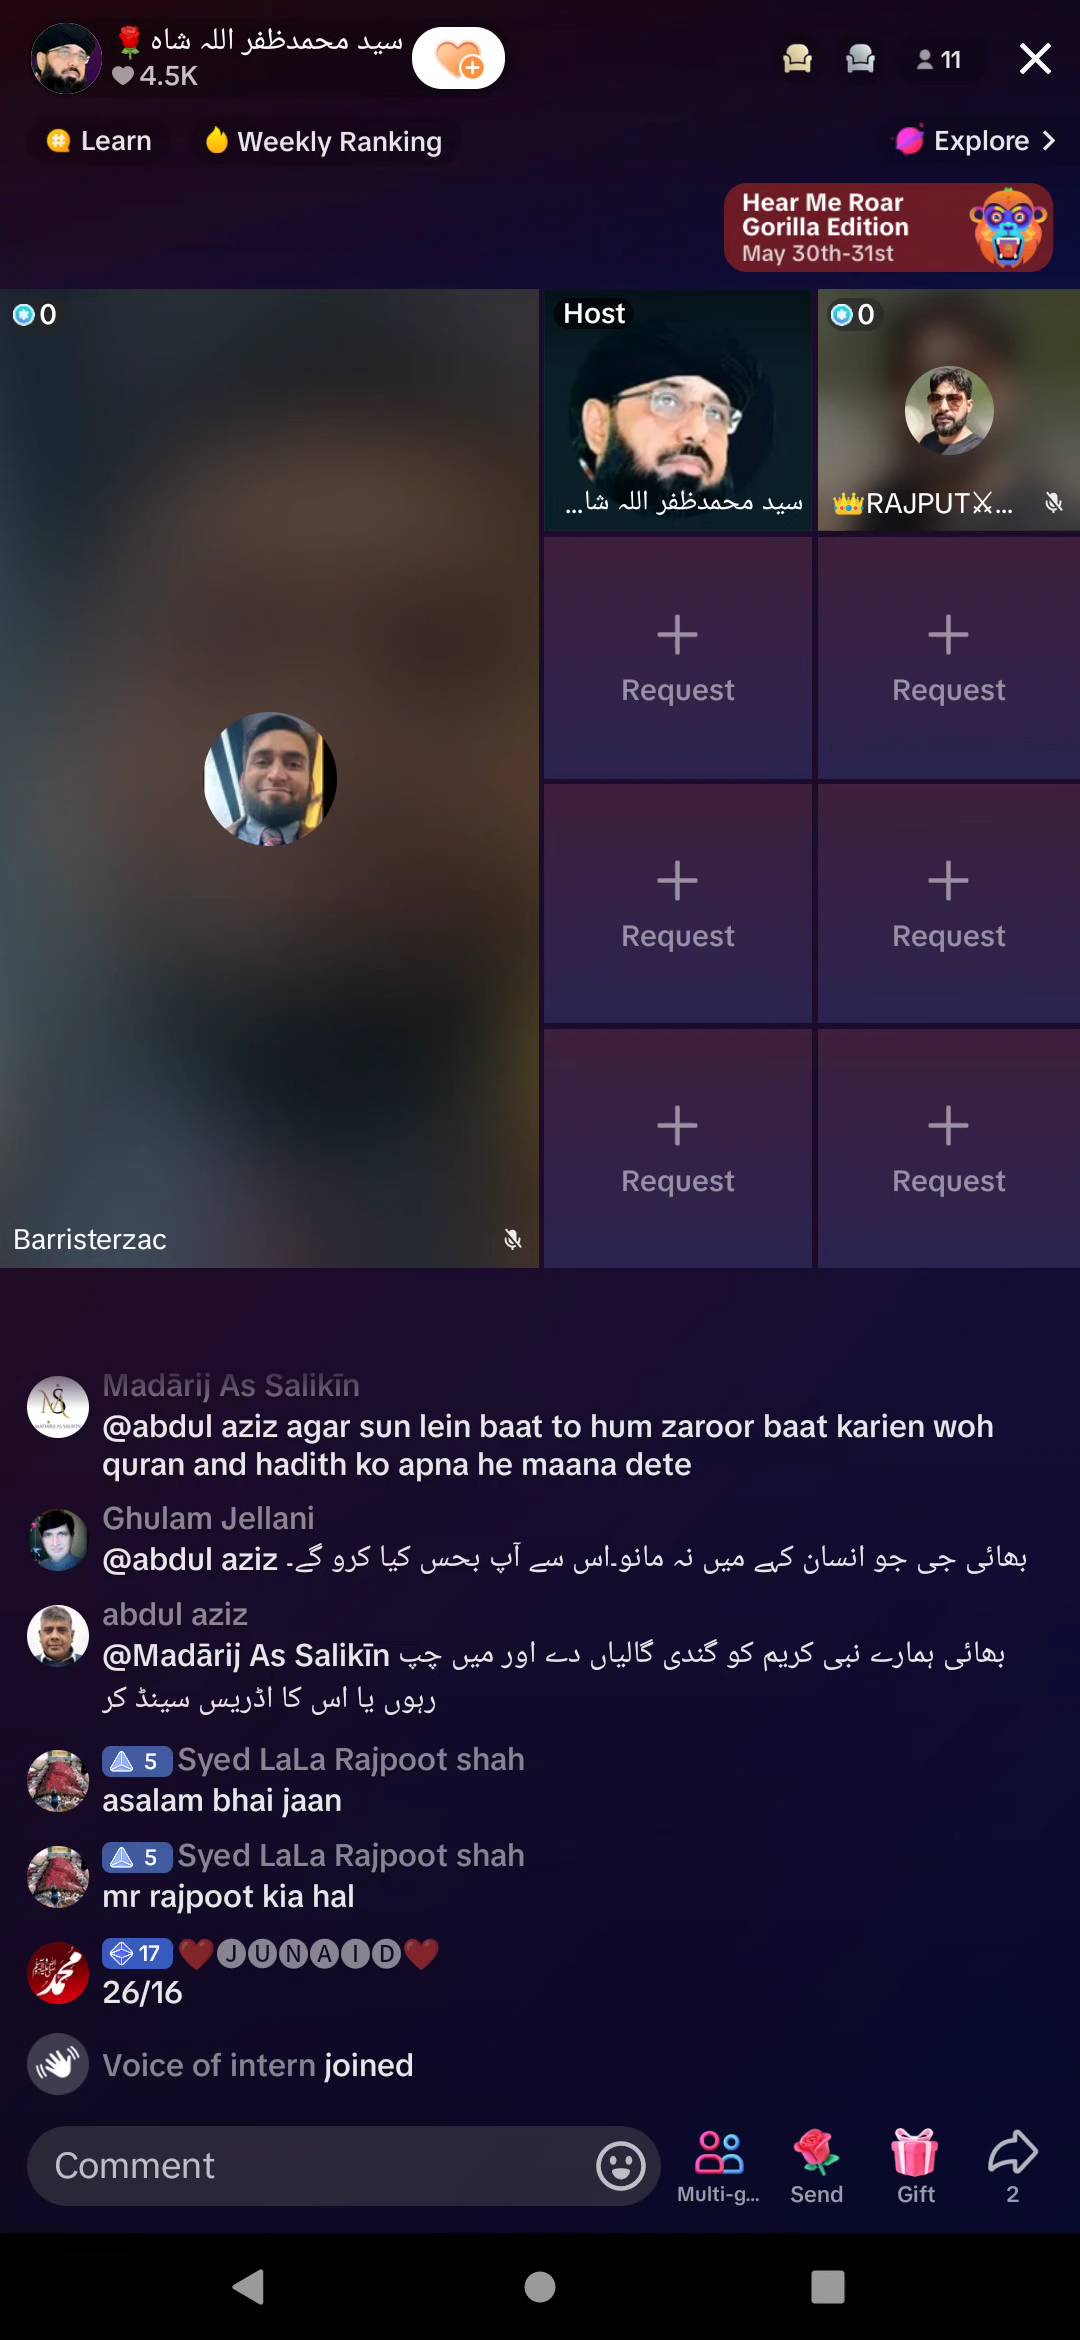 سید محمدظفر اللہ شاہ🌹
4.5K
11
Learn
Weekly Ranking
Explore
Hear Me Roar
Gorilla Edition
May 30th-31st
0
Host
0
سید محمدظفر اللہ شا...
👑RAJPUT⚔...
Request
Request
Request
Request
Request
Request
Barristerzac
Madārij As Salikīn
@abdul aziz agar sun lein baat to hum zaroor baat karien woh
quran and hadith ko apna he maana dete
Ghulam Jellani
@abdul aziz بھائی جی جو انسان کہے میں نہ مانو۔اس سے آپ بحس کیا کرو گے۔
abdul aziz
@Madārij As Salikīn بھائی ہمارے نبی کریم کو گندی گالیاں دے اور میں چپ
رہوں یا اس کا اڈریس سینڈ کر
5 Syed LaLa Rajpoot shah
asalam bhai jaan
5 Syed LaLa Rajpoot shah
mr rajpoot kia hal
17 ❤️🅙🅤🅝🅐🅘🅓❤️
26/16
Voice of intern joined
Comment
Multi-g...
Send
Gift
2